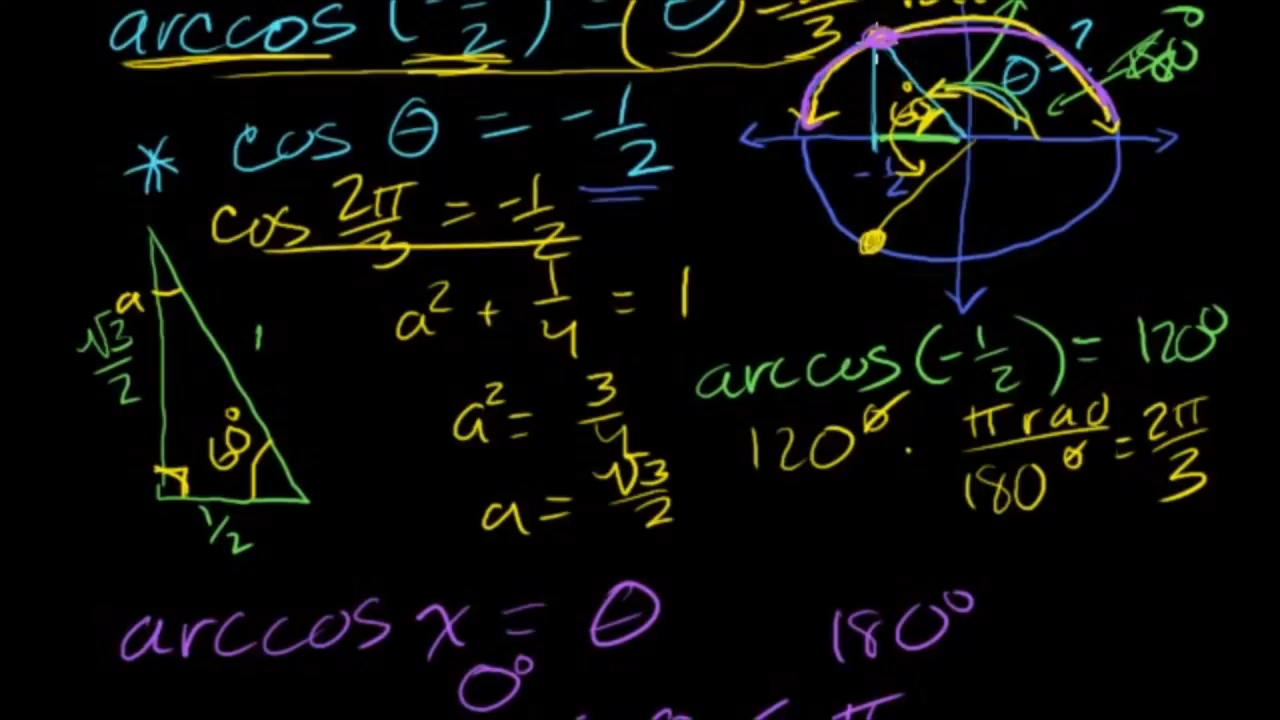 arccos(-1/2) = θ = 2π/3
θ = ?
cos θ = -1/2
60°
-1/2
cos 2π/3 = -1/2
a
√3/2
1
60°
1/2
a² + 1/4 = 1
a² = 3/4
a = √3/2
arccos(-1/2) = 120°
120° · π rad/180° = 2π/3
arccos x = θ
180°
0°
π